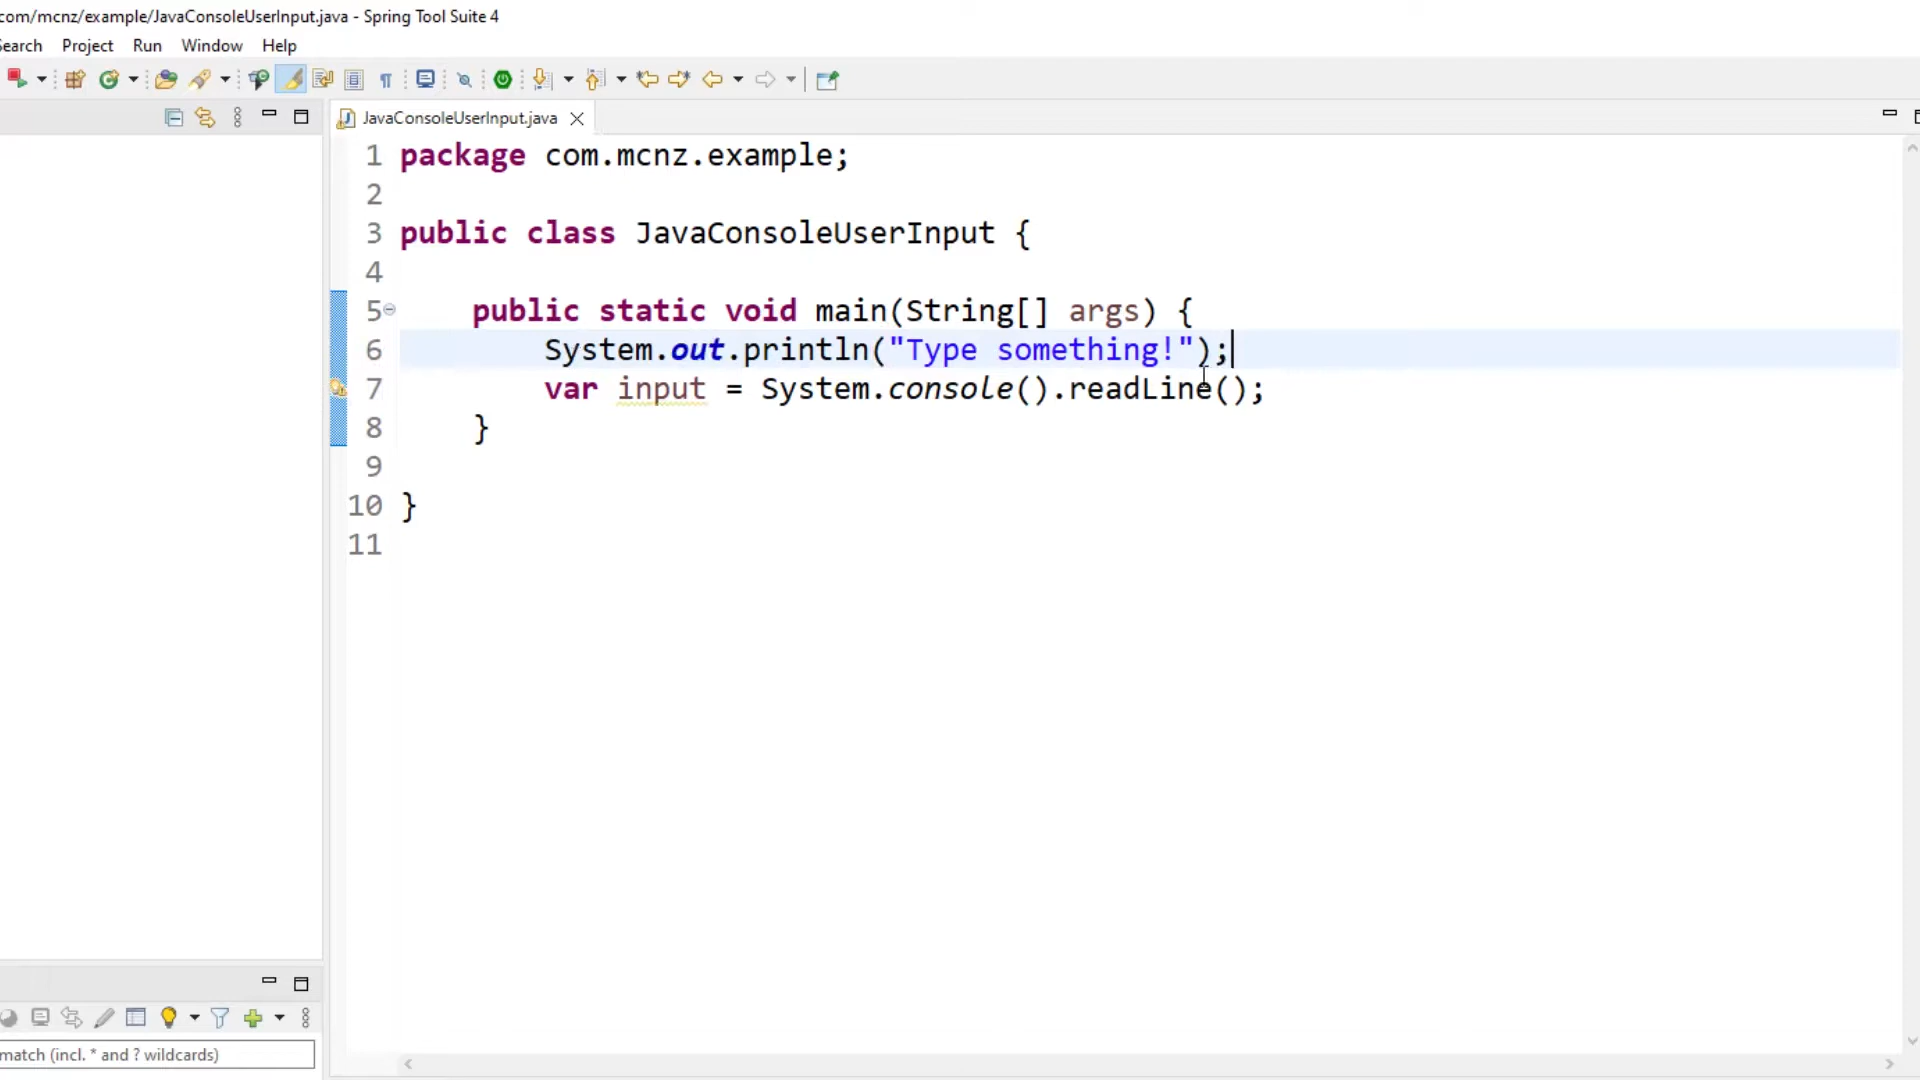 com/mcnz/example/JavaConsoleUserInput.java - Spring Tool Suite 4
Search Project Run Window Help
JavaConsoleUserInput.java
1 package com.mcnz.example;
2
3 public class JavaConsoleUserInput {
4
5 public static void main(String[] args) {
6 System.out.println("Type something!");
7 var input = System.console().readLine();
8 }
9
10 }
11
match (incl. * and ? wildcards)